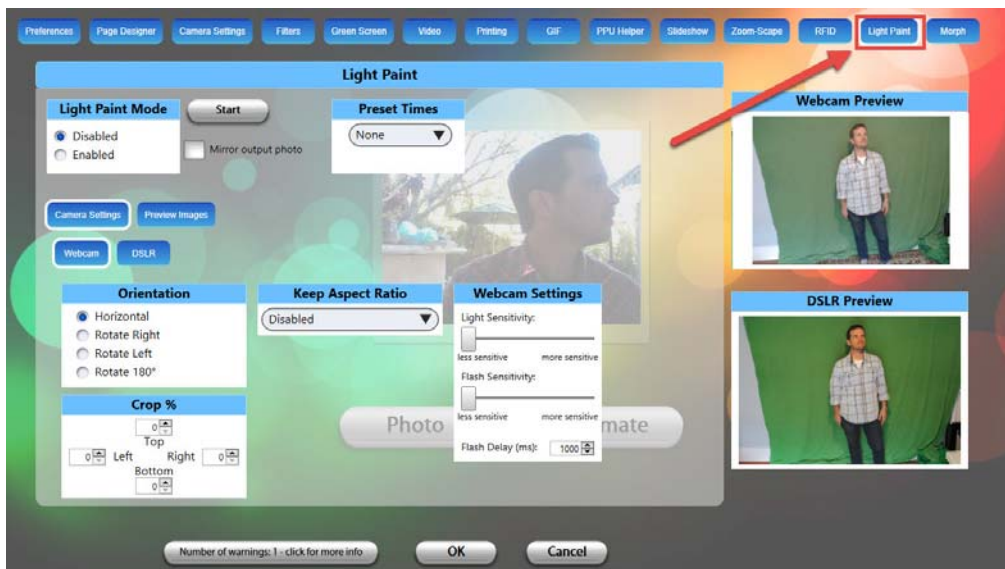 Preferences Page Designer Camera Settings Filters Green Screen Video Printing GIF PPU Helper Slideshow Zoom-Scape RFID Light Paint Morph
Light Paint
Light Paint Mode
Disabled
Enabled
Start
Mirror output photo
Preset Times
None
Camera Settings Preview Images
Webcam DSLR
Orientation
Horizontal
Rotate Right
Rotate Left
Rotate 180°
Keep Aspect Ratio
Disabled
Webcam Settings
Light Sensitivity:
less sensitive more sensitive
Flash Sensitivity:
less sensitive more sensitive
Flash Delay (ms): 1000
Crop %
0
Top
0 Left Right 0
Bottom
0
Photo mate
Webcam Preview
DSLR Preview
Number of warnings: 1 - click for more info OK Cancel